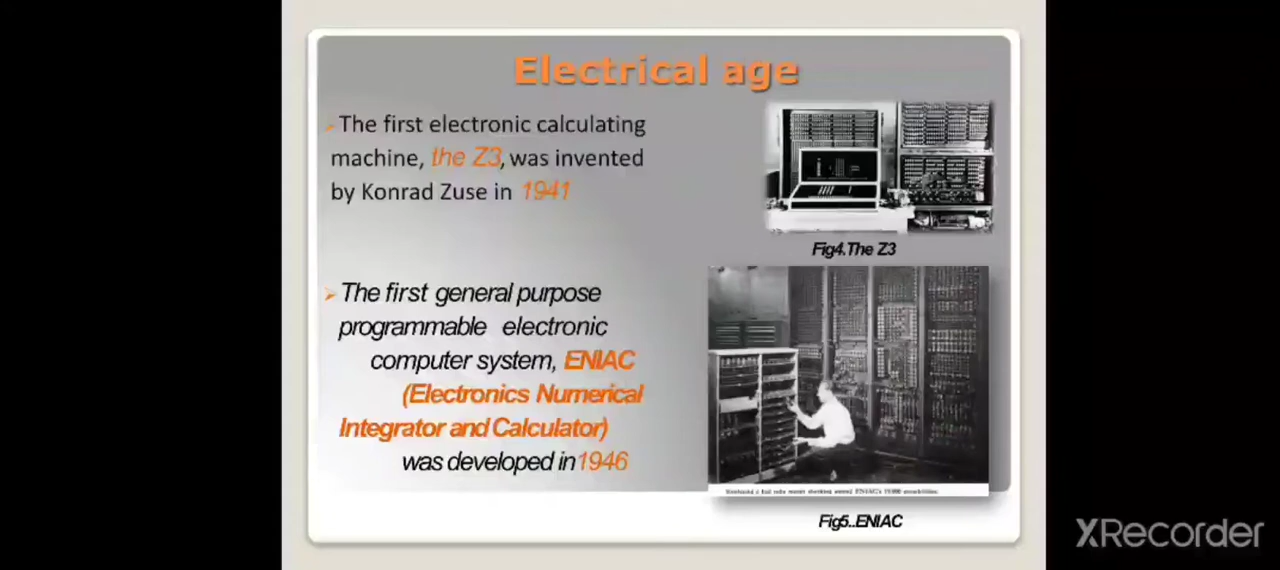 Electrical age
➢The first electronic calculating
machine, the Z3, was invented
by Konrad Zuse in 1941
Fig4.The Z3
➢ The first general purpose
programmable electronic
computer system, ENIAC
(Electronics Numerical
Integrator and Calculator)
was developed in1946
Fig5..ENIAC
XRecorder